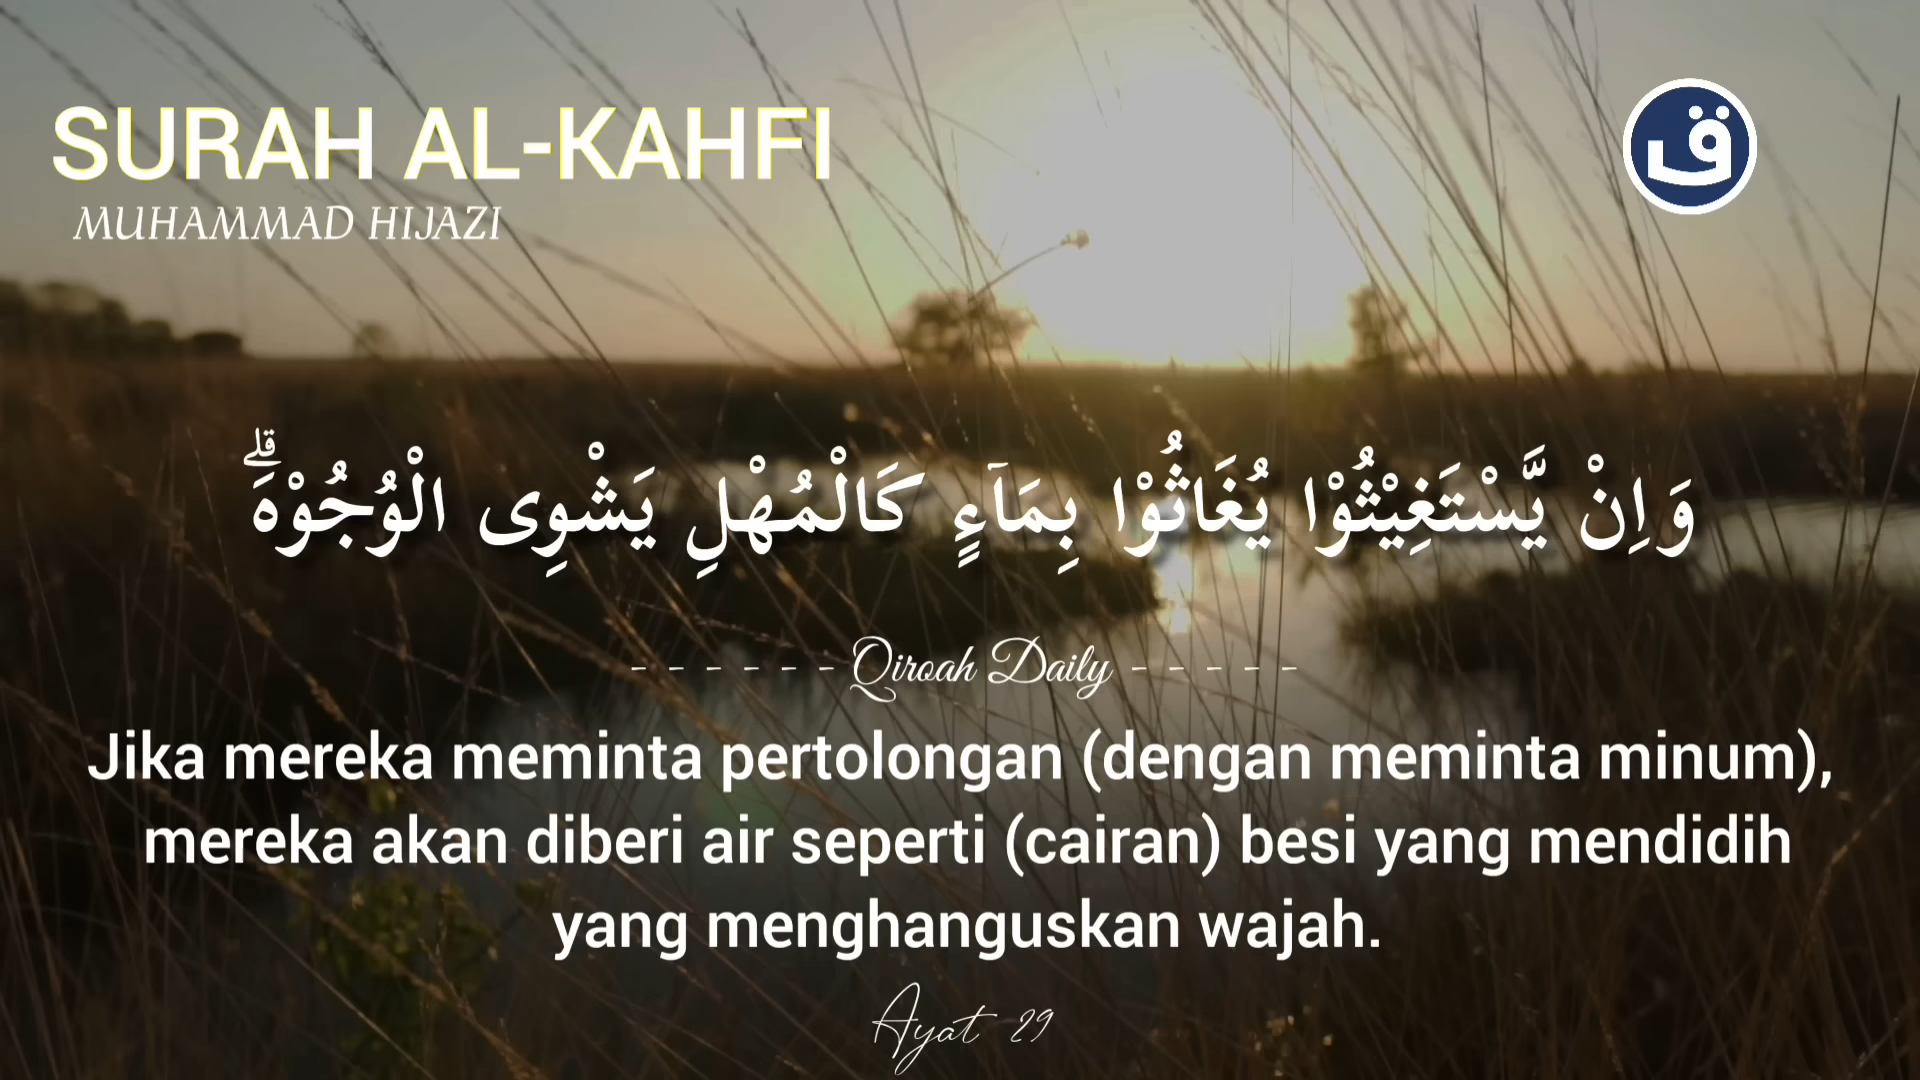 SURAH AL-KAHFI
MUHAMMAD HIJAZI
ق
وَاِنْ يَّسْتَغِيْثُوْا يُغَاثُوْا بِمَاۤءٍ كَالْمُهْلِ يَشْوِى الْوُجُوْهَۗ
------ Qiroah Daily -----
Jika mereka meminta pertolongan (dengan meminta minum),
mereka akan diberi air seperti (cairan) besi yang mendidih
yang menghanguskan wajah.
Ayat 29